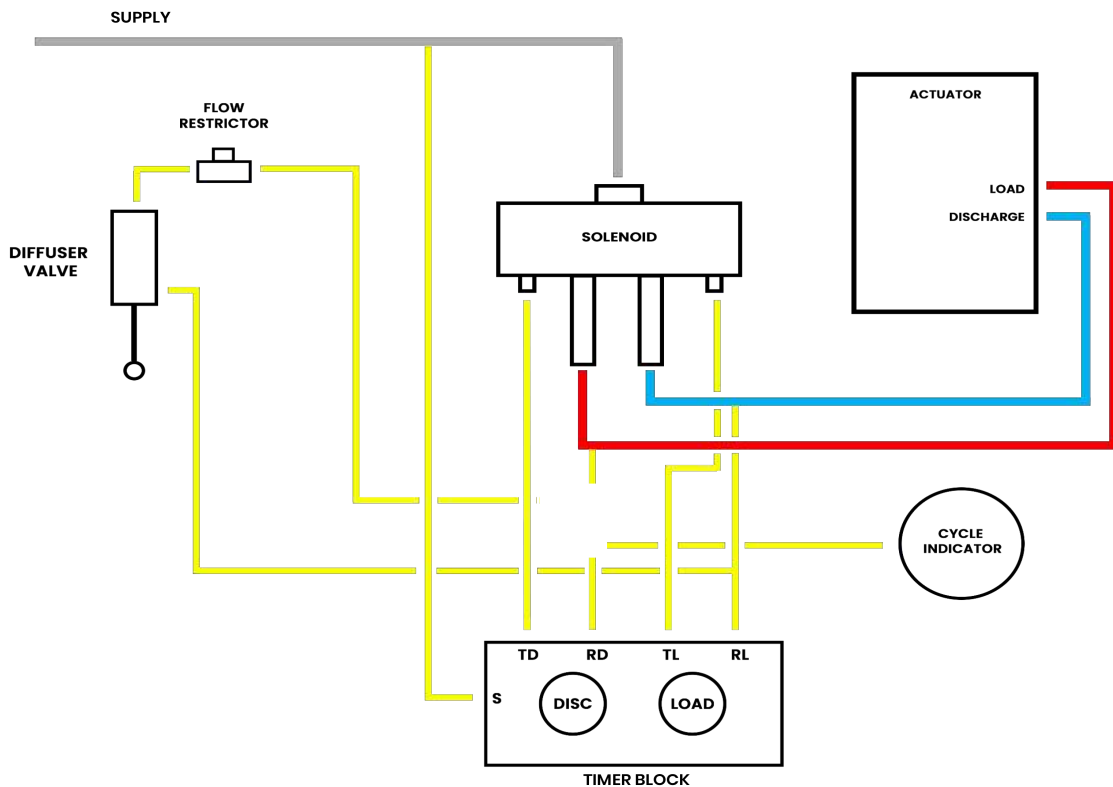 SUPPLY
FLOW
RESTRICTOR
ACTUATOR
LOAD
DISCHARGE
SOLENOID
DIFFUSER
VALVE
CYCLE
INDICATOR
TD RD TL RL
S DISC LOAD
TIMER BLOCK